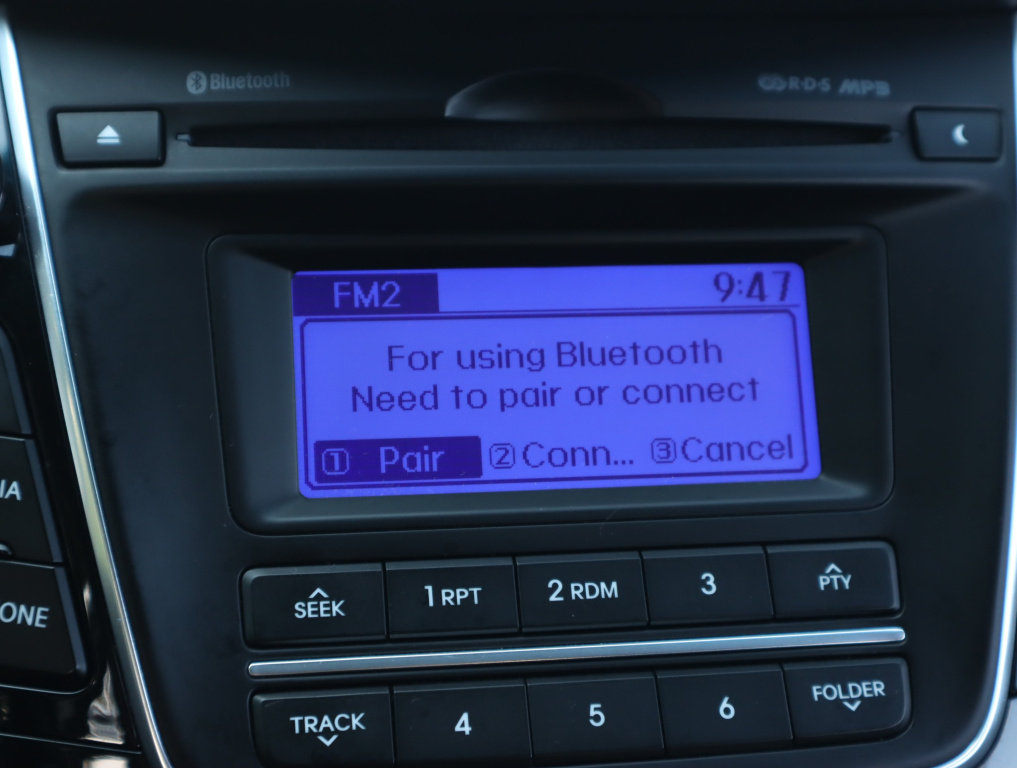 Bluetooth
R·D·S MP3
FM2 9:47
For using Bluetooth
Need to pair or connect
1 Pair 2 Conn... 3 Cancel
IA
ONE
SEEK 1 RPT 2 RDM 3 PTY
TRACK 4 5 6 FOLDER